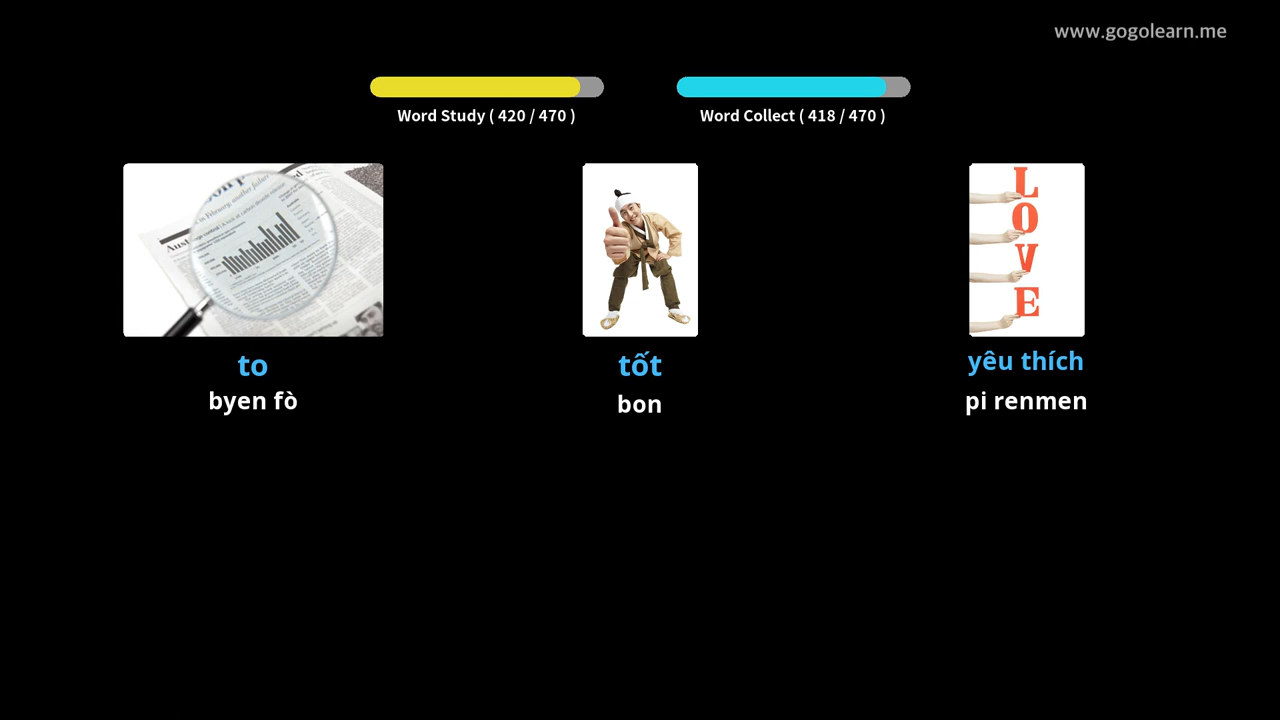 www.gogolearn.me
Word Study ( 420 / 470 )
Word Collect ( 418 / 470 )
LOVE
to
tốt
yêu thích
byen fò
bon
pi renmen